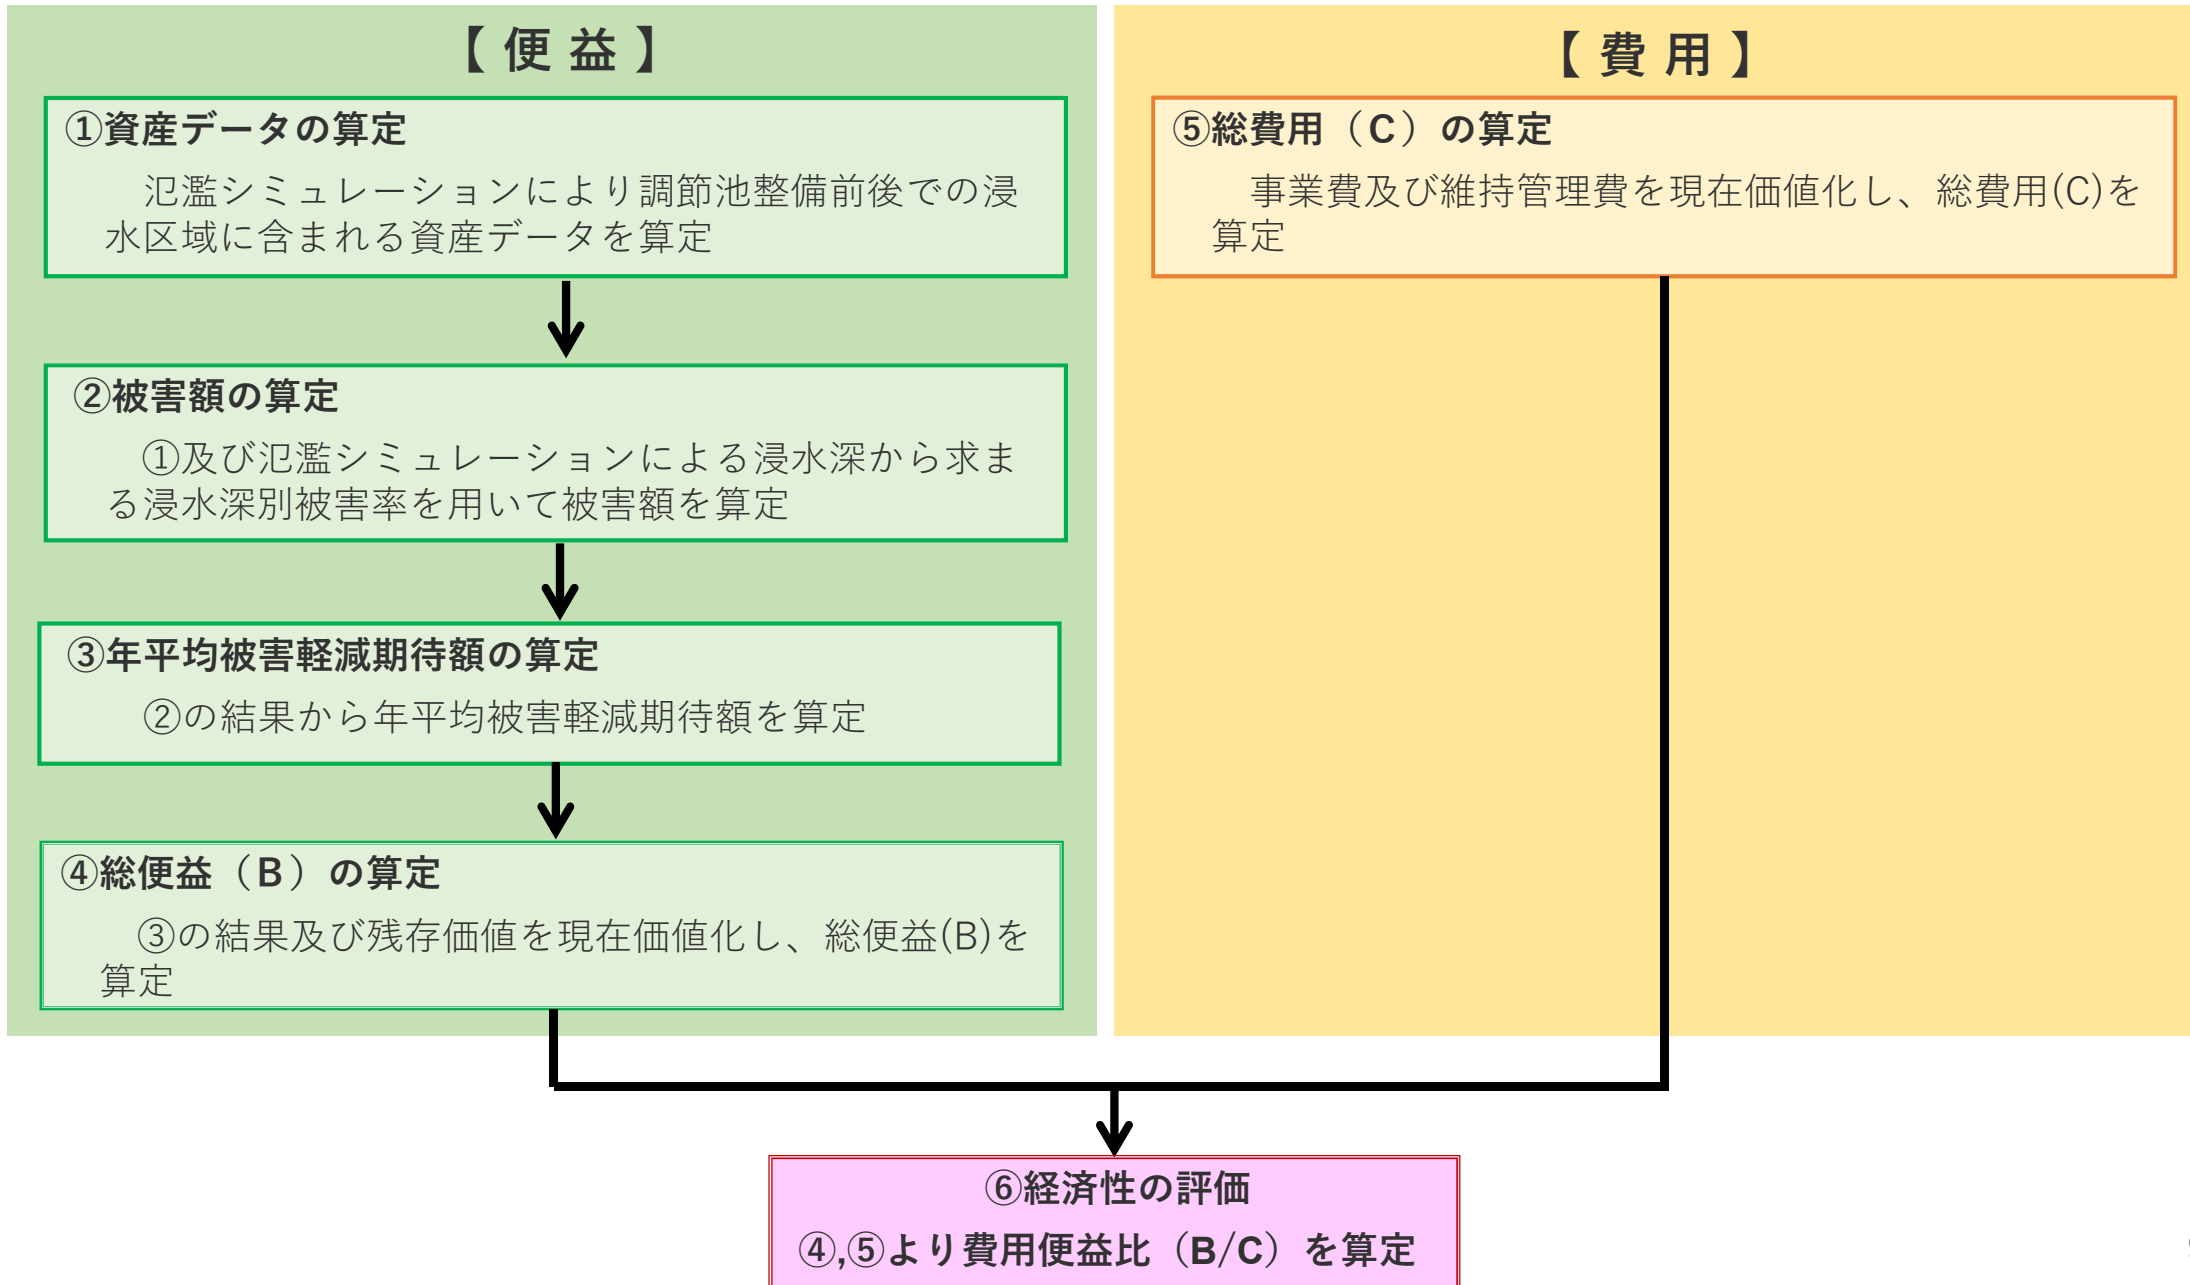 【 便 益 】
①資産データの算定
氾濫シミュレーションにより調節池整備前後での浸
水区域に含まれる資産データを算定
②被害額の算定
①及び氾濫シミュレーションによる浸水深から求ま
る浸水深別被害率を用いて被害額を算定
③年平均被害軽減期待額の算定
②の結果から年平均被害軽減期待額を算定
④総便益（B）の算定
③の結果及び残存価値を現在価値化し、総便益(B)を
算定
【 費 用 】
⑤総費用（C）の算定
事業費及び維持管理費を現在価値化し、総費用(C)を
算定
⑥経済性の評価
④,⑤より費用便益比（B/C）を算定